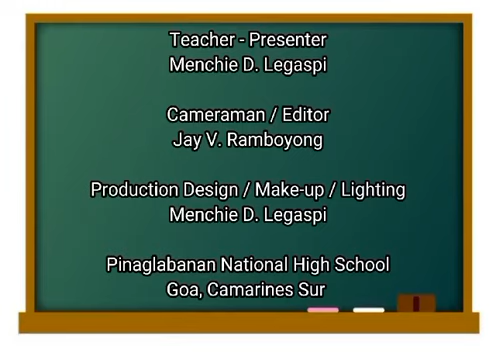 Teacher - Presenter
Menchie D. Legaspi
Cameraman / Editor
Jay V. Ramboyong
Production Design / Make-up / Lighting
Menchie D. Legaspi
Pinaglabanan National High School
Goa, Camarines Sur